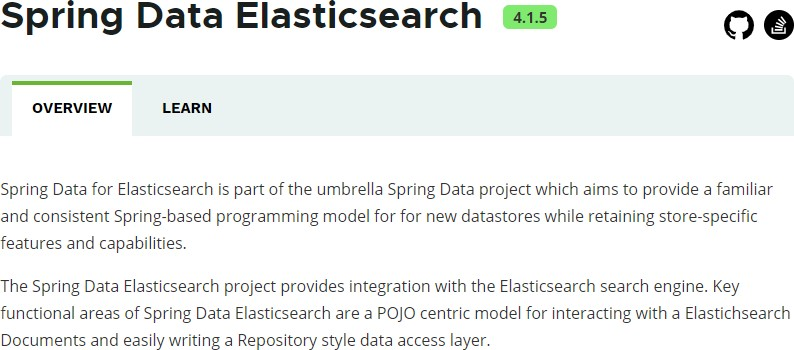 Spring Data Elasticsearch 4.1.5
OVERVIEW LEARN
Spring Data for Elasticsearch is part of the umbrella Spring Data project which aims to provide a familiar
and consistent Spring-based programming model for for new datastores while retaining store-specific
features and capabilities.
The Spring Data Elasticsearch project provides integration with the Elasticsearch search engine. Key
functional areas of Spring Data Elasticsearch are a POJO centric model for interacting with a Elastichsearch
Documents and easily writing a Repository style data access layer.